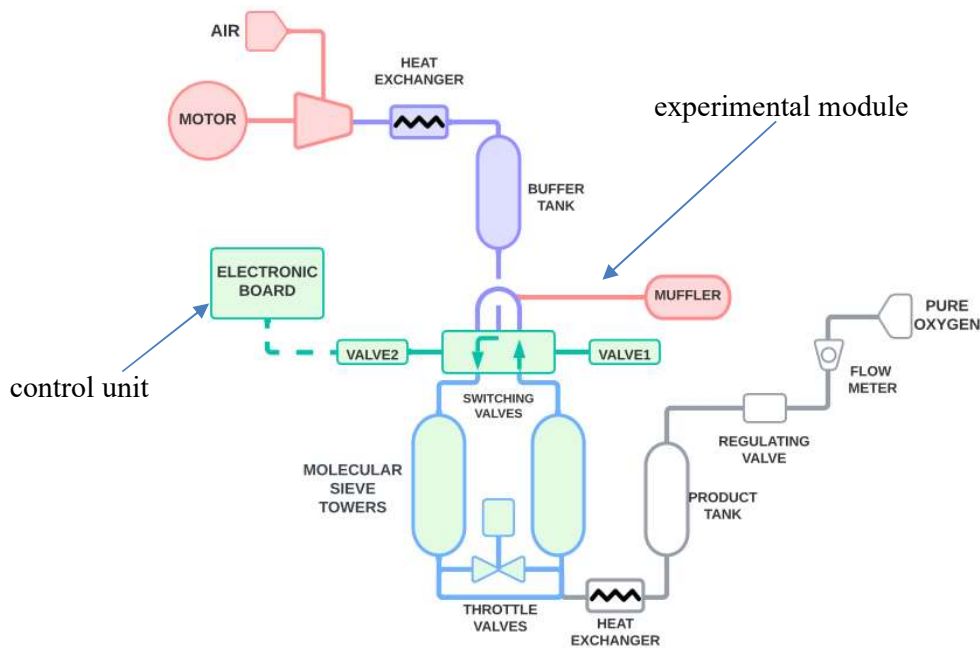 AIR
HEAT
EXCHANGER
MOTOR
experimental module
BUFFER
TANK
ELECTRONIC
BOARD
MUFFLER
PURE
OXYGEN
VALVE2
VALVE1
FLOW
METER
control unit
SWITCHING
VALVES
REGULATING
VALVE
MOLECULAR
SIEVE
TOWERS
PRODUCT
TANK
THROTTLE
VALVES
HEAT
EXCHANGER